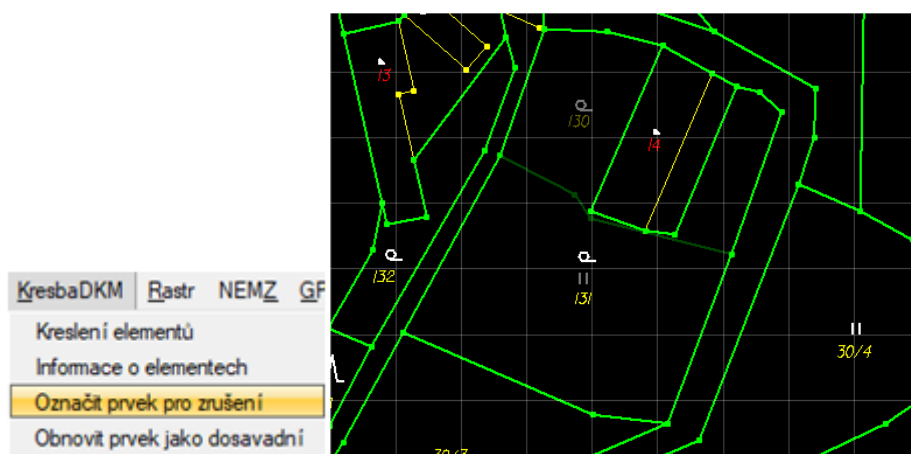 KresbaDKM Rastr NEMZ
Kreslení elementů
Informace o elementech
Označit prvek pro zrušení
Obnovit prvek jako dosavadní
13
130
14
132
131
30/4